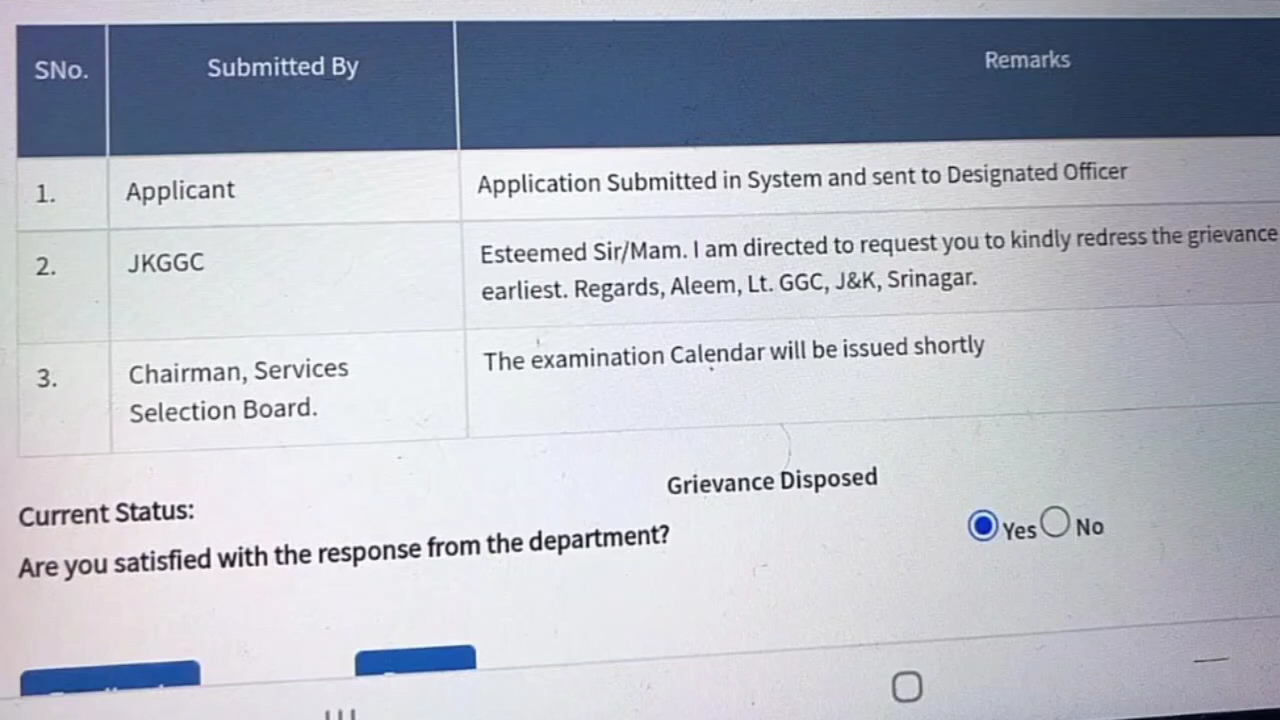 SNo. Submitted By Remarks
1. Applicant Application Submitted in System and sent to Designated Officer
2. JKGGC Esteemed Sir/Mam. I am directed to request you to kindly redress the grievance
earliest. Regards, Aleem, Lt. GGC, J&K, Srinagar.
3. Chairman, Services The examination Calendar will be issued shortly
Selection Board.
Current Status: Grievance Disposed
Are you satisfied with the response from the department? Yes No